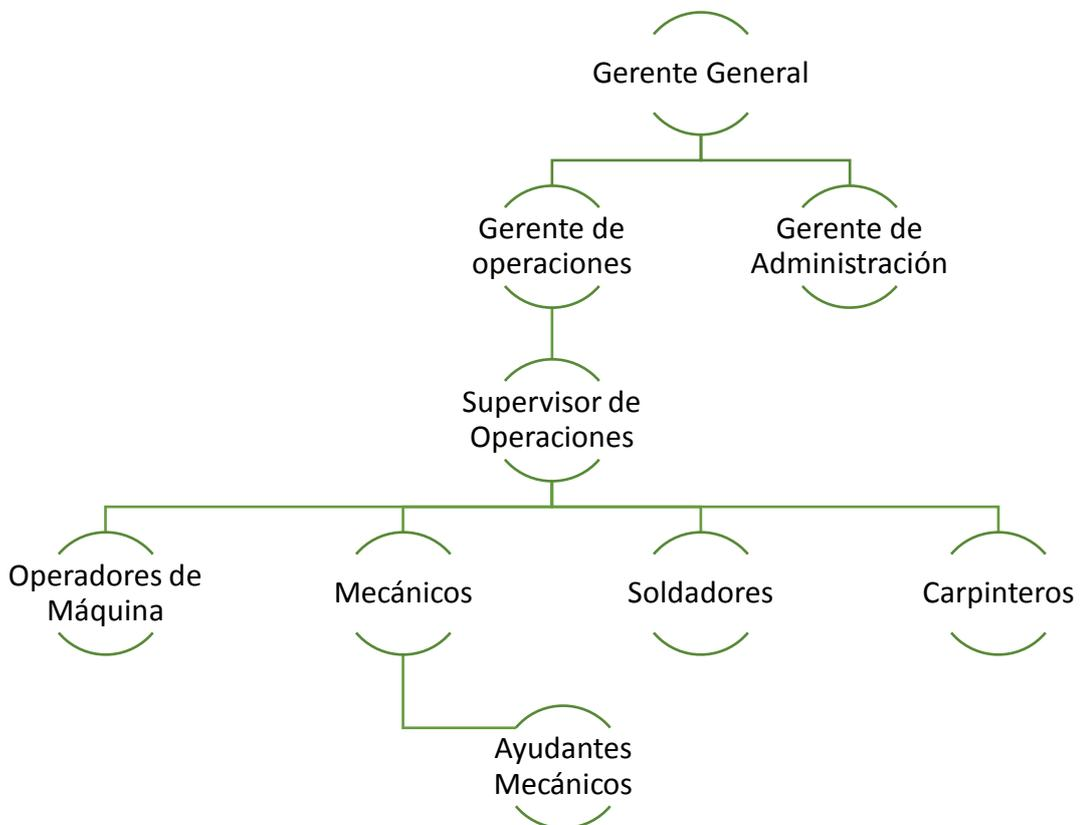 Gerente General
Gerente de
operaciones
Gerente de
Administración
Supervisor de
Operaciones
Operadores de
Máquina
Mecánicos
Soldadores
Carpinteros
Ayudantes
Mecánicos